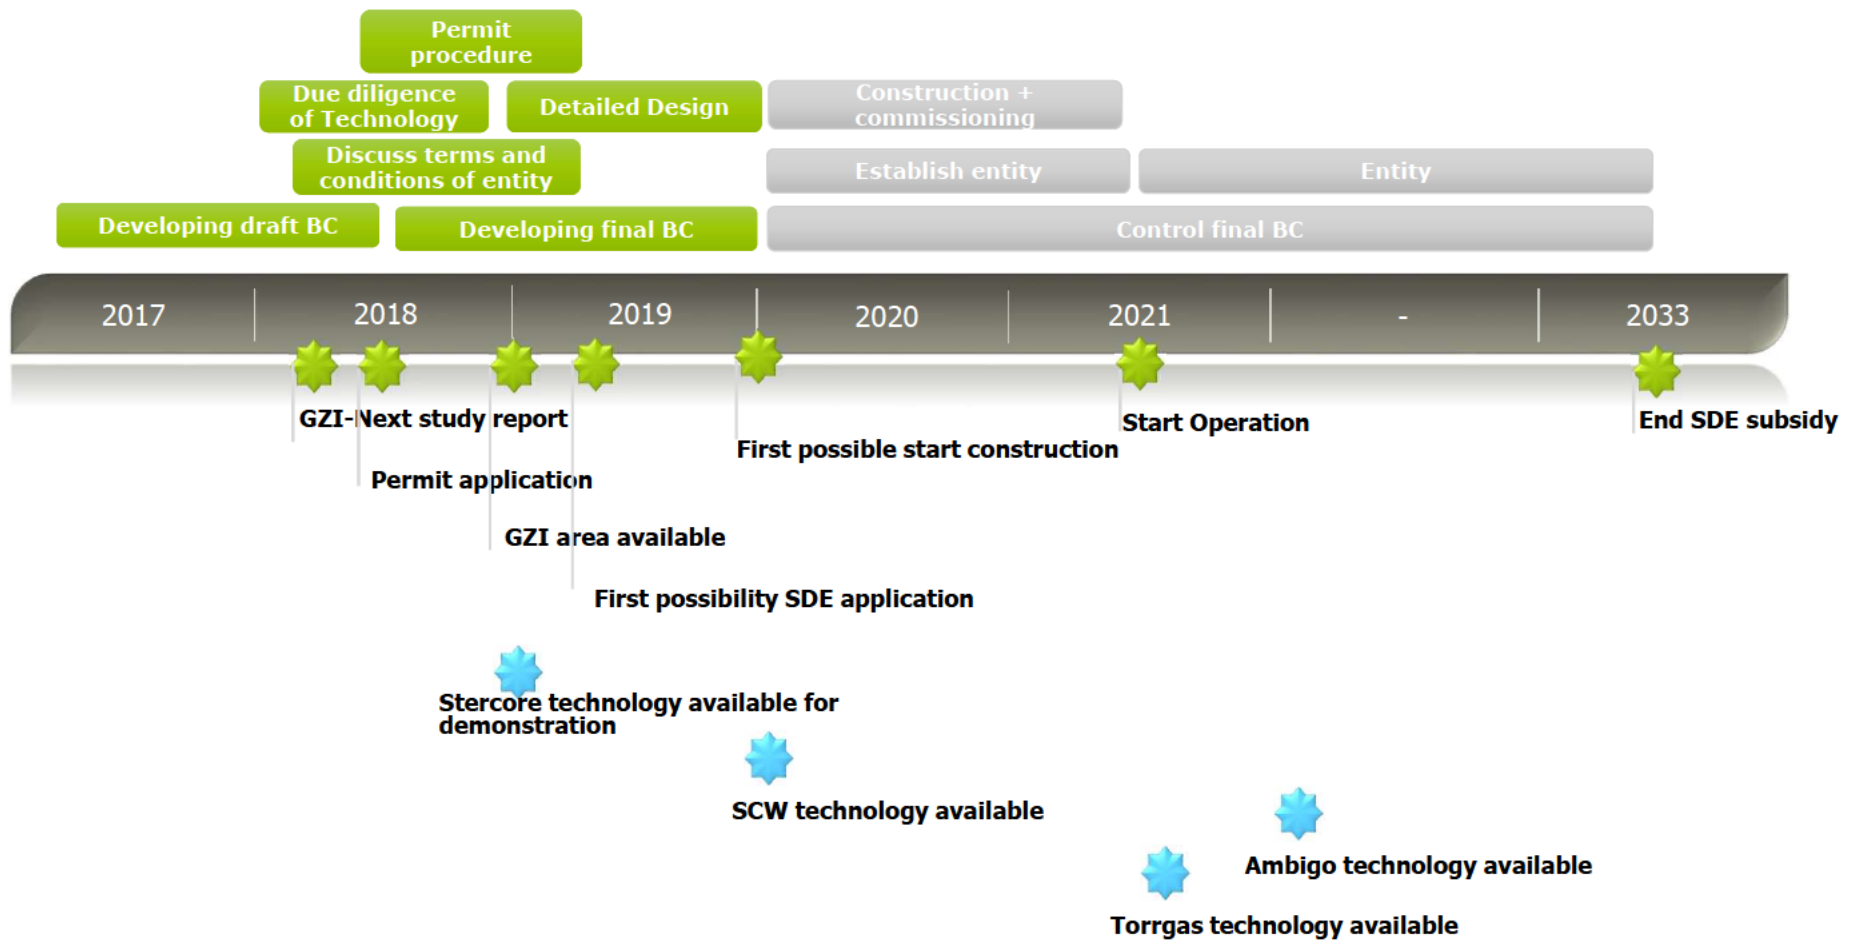 Permit
procedure
Due diligence
of Technology
Detailed Design
Construction +
commissioning
Discuss terms and
conditions of entity
Establish entity
Entity
Developing draft BC
Developing final BC
Control final BC
2017
2018
2019
2020
2021
-
2033
GZI-Next study report
Permit application
GZI area available
First possibility SDE application
First possible start construction
Start Operation
End SDE subsidy
Stercore technology available for
demonstration
SCW technology available
Ambigo technology available
Torrgas technology available